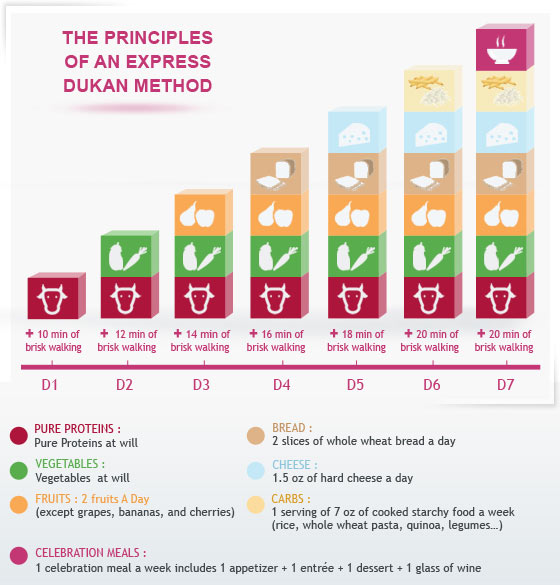 THE PRINCIPLES
OF AN EXPRESS
DUKAN METHOD
+ 10 min of
brisk walking
+ 12 min of
brisk walking
+ 14 min of
brisk walking
+ 16 min of
brisk walking
+ 18 min of
brisk walking
+ 20 min of
brisk walking
+ 20 min of
brisk walking
D1 D2 D3 D4 D5 D6 D7
PURE PROTEINS :
Pure Proteins at will
VEGETABLES :
Vegetables at will
FRUITS : 2 fruits A Day
(except grapes, bananas, and cherries)
BREAD :
2 slices of whole wheat bread a day
CHEESE :
1.5 oz of hard cheese a day
CARBS :
1 serving of 7 oz of cooked starchy food a week
(rice, whole wheat pasta, quinoa, legumes...)
CELEBRATION MEALS :
1 celebration meal a week includes 1 appetizer + 1 entrée + 1 dessert + 1 glass of wine